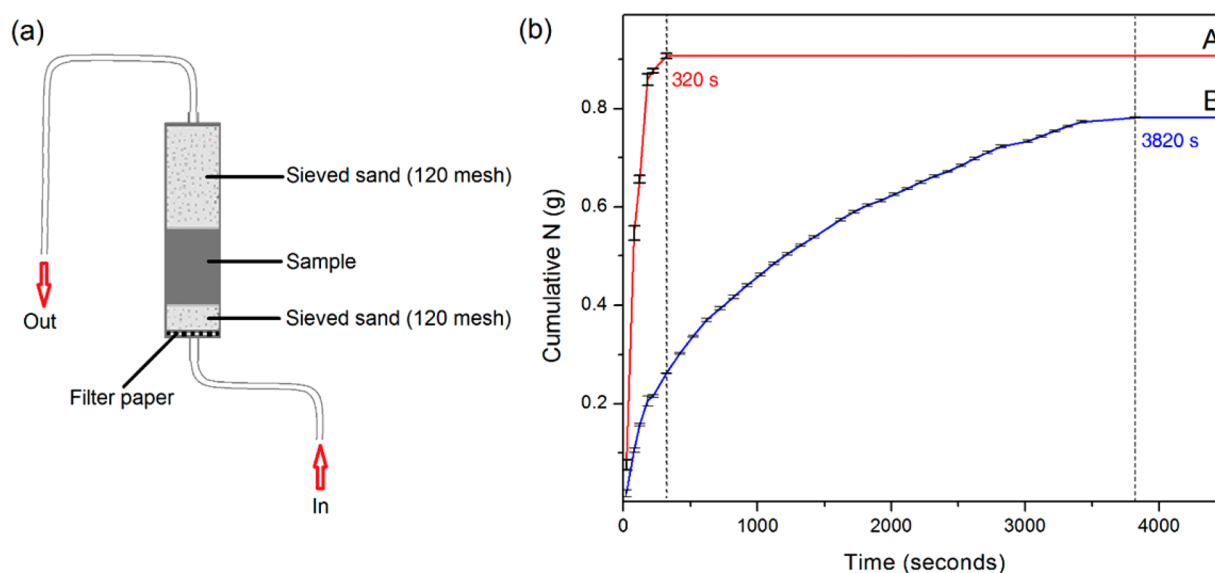 (a)
Sieved sand (120 mesh)
Sample
Sieved sand (120 mesh)
Out
Filter paper
In
(b)
A
320 s
B
3820 s
0.8
0.6
0.4
0.2
Cumulative N (g)
0
1000
2000
3000
4000
Time (seconds)